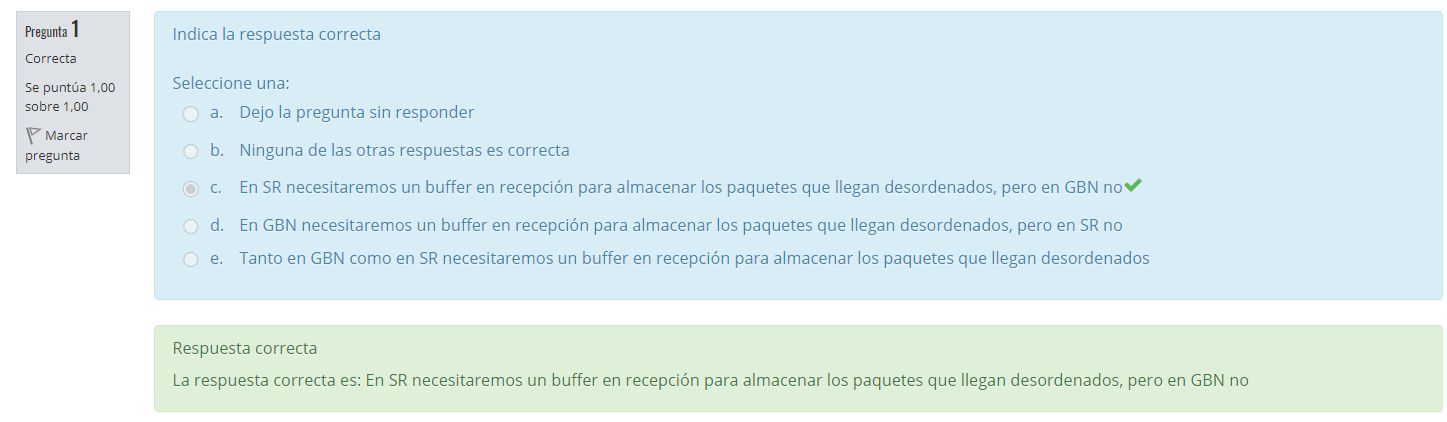 Pregunta 1
Correcta
Se puntúa 1,00
sobre 1,00
Marcar
pregunta
Indica la respuesta correcta
Seleccione una:
a. Dejo la pregunta sin responder
b. Ninguna de las otras respuestas es correcta
c. En SR necesitaremos un buffer en recepción para almacenar los paquetes que llegan desordenados, pero en GBN no
d. En GBN necesitaremos un buffer en recepción para almacenar los paquetes que llegan desordenados, pero en SR no
e. Tanto en GBN como en SR necesitaremos un buffer en recepción para almacenar los paquetes que llegan desordenados
Respuesta correcta
La respuesta correcta es: En SR necesitaremos un buffer en recepción para almacenar los paquetes que llegan desordenados, pero en GBN no